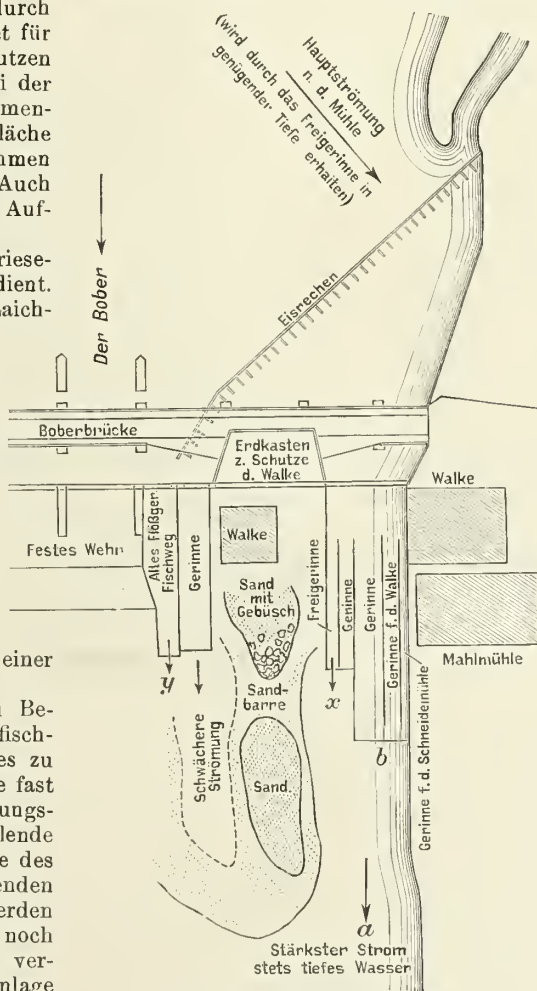 durch
et für
utzen
i der
men-
läche
hmen
Auch
Auf-
riese-
dient.
aich-
einer
Be-
fisch-
es zu
e fast
ungs-
lende
e des
enden
erden
noch
ver-
nlage
Hauptströmung
n. d. Mühle
(wird durch das Freigerinne in
genügender Tiefe erhalten)
Der Bober
Eisrechen
Boberbrücke
Erdkasten
z. Schutze
d. Walke
Walke
Festes Wehr
Altes Flößger.
Fischweg
Gerinne
Walke
Freigerinne
Gerinne
Gerinne
Gerinne f. d. Walke
Mahlmühle
Sand
mit
Gebüsch
Sand-
barre
Sand.
y
x
b
Schwächere
Strömung
Gerinne f. d. Schneidemühle
a
Stärkster Strom
stets tiefes Wasser